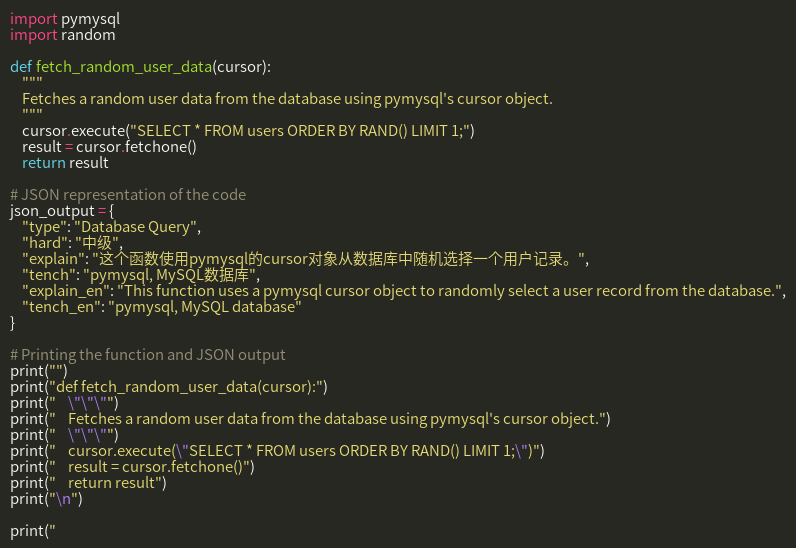 import pymysql
import random

def fetch_random_user_data(cursor):
    """
    Fetches a random user data from the database using pymysql's cursor object.
    """
    cursor.execute("SELECT * FROM users ORDER BY RAND() LIMIT 1;")
    result = cursor.fetchone()
    return result

# JSON representation of the code
json_output = {
    "type": "Database Query",
    "hard": "中级",
    "explain": "这个函数使用pymysql的cursor对象从数据库中随机选择一个用户记录。",
    "tench": "pymysql, MySQL数据库",
    "explain_en": "This function uses a pymysql cursor object to randomly select a user record from the database.",
    "tench_en": "pymysql, MySQL database"
}

# Printing the function and JSON output
print("")
print("def fetch_random_user_data(cursor):")
print("    \"\"\"")
print("    Fetches a random user data from the database using pymysql's cursor object.")
print("    \"\"\"")
print("    cursor.execute(\"SELECT * FROM users ORDER BY RAND() LIMIT 1;\")")
print("    result = cursor.fetchone()")
print("    return result")
print("\n")

print("